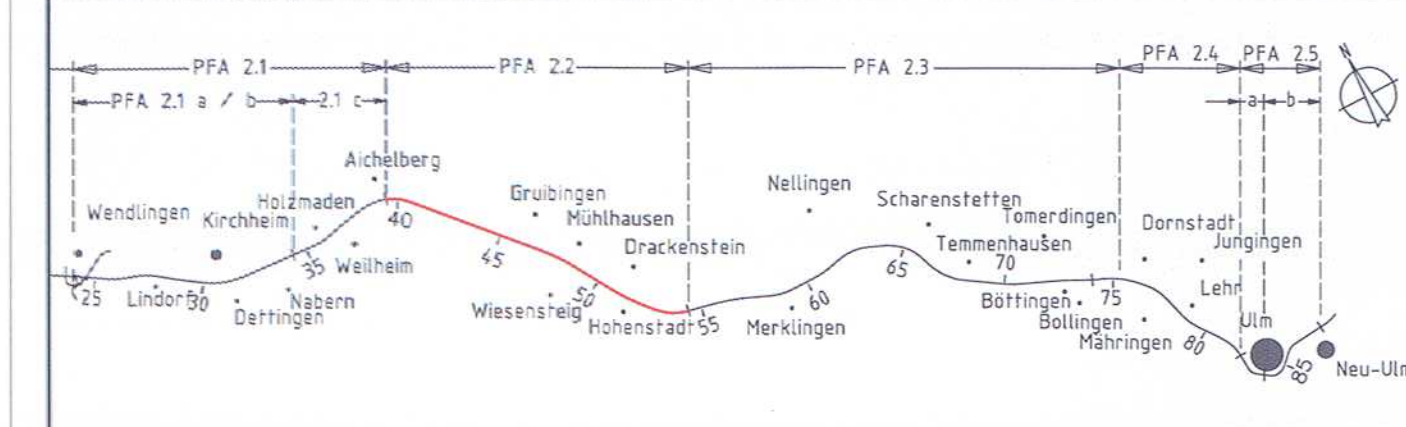 PFA 2.1
PFA 2.2
PFA 2.3
PFA 2.4
PFA 2.5
PFA 2.1 a / b
2.1 c
a
b
N
Aichelberg
Wendlingen
Kirchheim
Holzmaden
Gruibingen
Mühlhausen
Drackenstein
Nellingen
Scharenstetten
Tomerdingen
Temmenhausen
Dornstadt
Jungingen
25
Lindorf
30
Dettingen
Nabern
35
Weilheim
40
45
Wiesensteig
50
Hohenstadt
55
Merklingen
60
65
70
Böttingen
Bollingen
75
Mähringen
Lehr
80
Ulm
85
Neu-Ulm